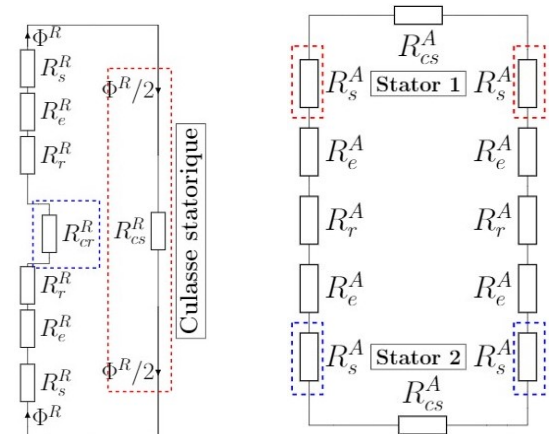 Φ^R
R_s^R
R_e^R
R_r^R
R_cr^R
R_r^R
R_e^R
R_s^R
Φ^R
Φ^R/2
R_cs^R
Φ^R/2
Culasse statorique
R_cs^A
R_s^A
Stator 1
R_s^A
R_e^A
R_e^A
R_r^A
R_r^A
R_e^A
R_e^A
R_s^A
Stator 2
R_s^A
R_cs^A